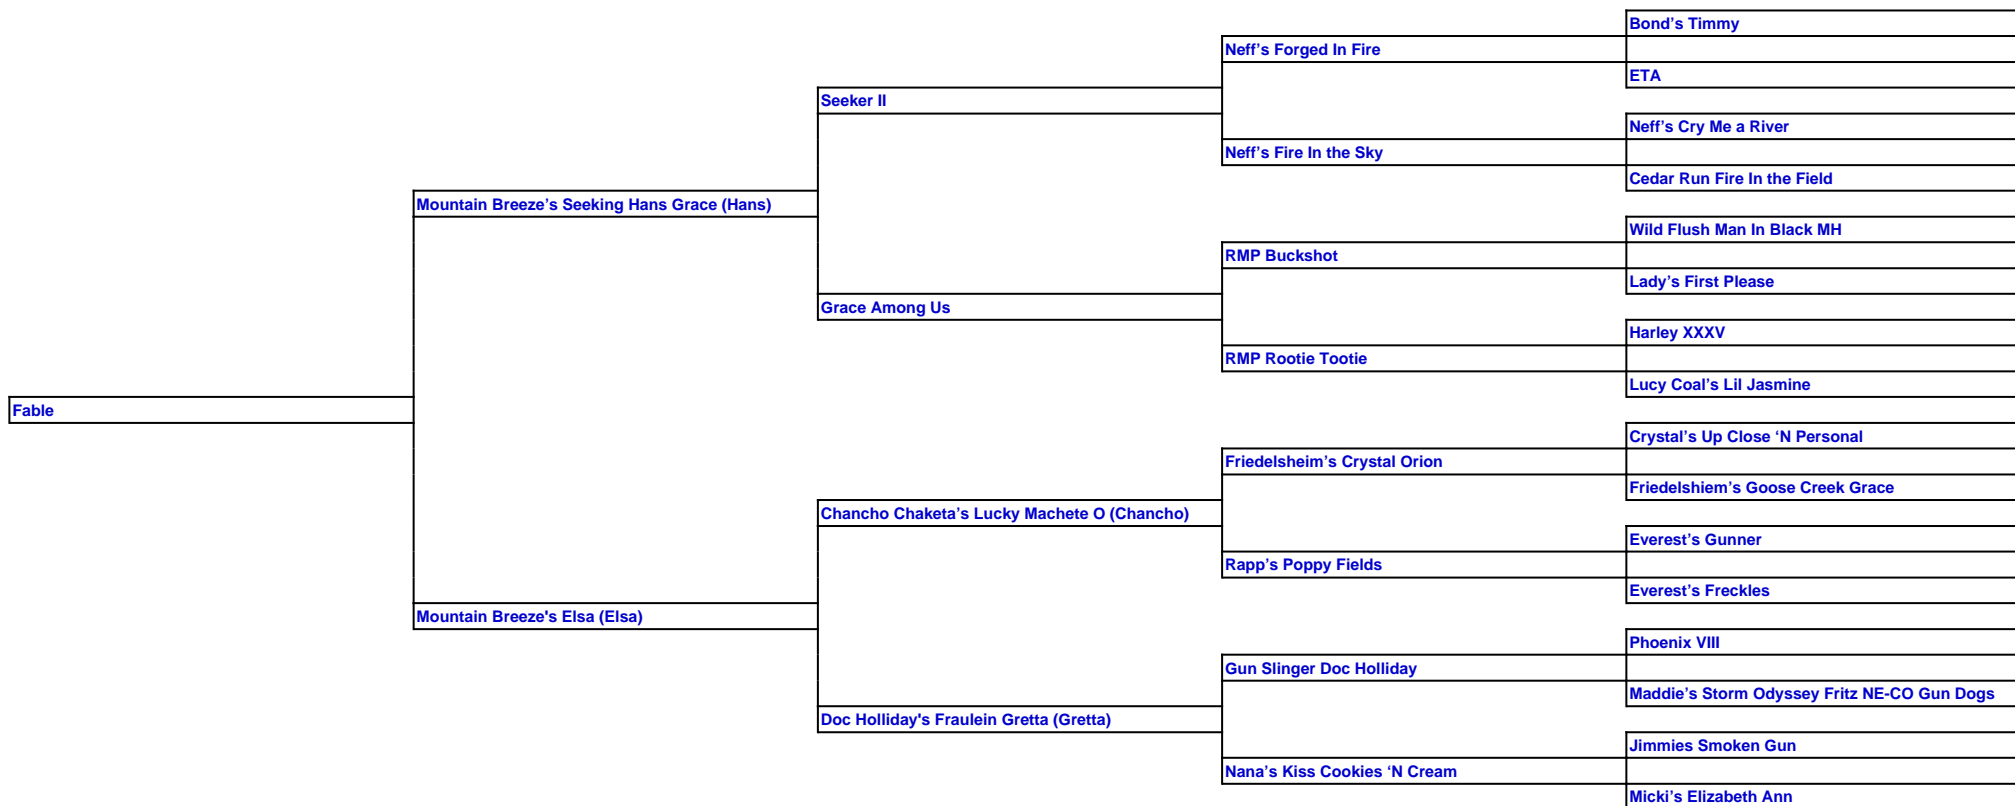 Bond’s Timmy
Neff’s Forged In Fire
ETA
Seeker II
Neff’s Cry Me a River
Neff’s Fire In the Sky
Cedar Run Fire In the Field
Mountain Breeze’s Seeking Hans Grace (Hans)
Wild Flush Man In Black MH
RMP Buckshot
Lady’s First Please
Grace Among Us
Harley XXXV
RMP Rootie Tootie
Lucy Coal’s Lil Jasmine
Fable
Crystal’s Up Close ‘N Personal
Friedelsheim’s Crystal Orion
Friedelshiem’s Goose Creek Grace
Chancho Chaketa’s Lucky Machete O (Chancho)
Everest’s Gunner
Rapp’s Poppy Fields
Everest’s Freckles
Mountain Breeze's Elsa (Elsa)
Phoenix VIII
Gun Slinger Doc Holliday
Maddie’s Storm Odyssey Fritz NE-CO Gun Dogs
Doc Holliday's Fraulein Gretta (Gretta)
Jimmies Smoken Gun
Nana’s Kiss Cookies ‘N Cream
Micki’s Elizabeth Ann